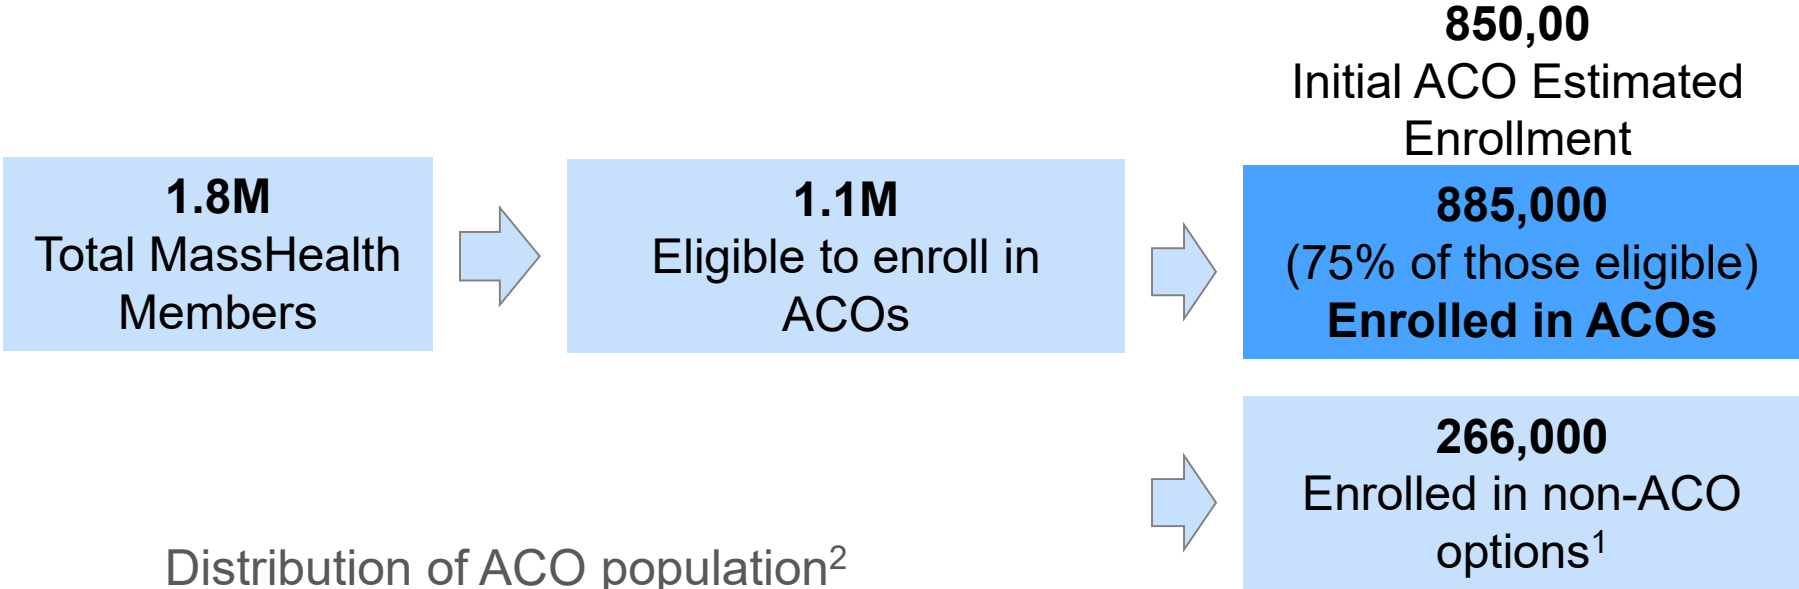 850,00
Initial ACO Estimated
Enrollment
1.8M
Total MassHealth
Members
1.1M
Eligible to enroll in
ACOs
885,000
(75% of those eligible)
Enrolled in ACOs
266,000
Enrolled in non-ACO
options¹
Distribution of ACO population²